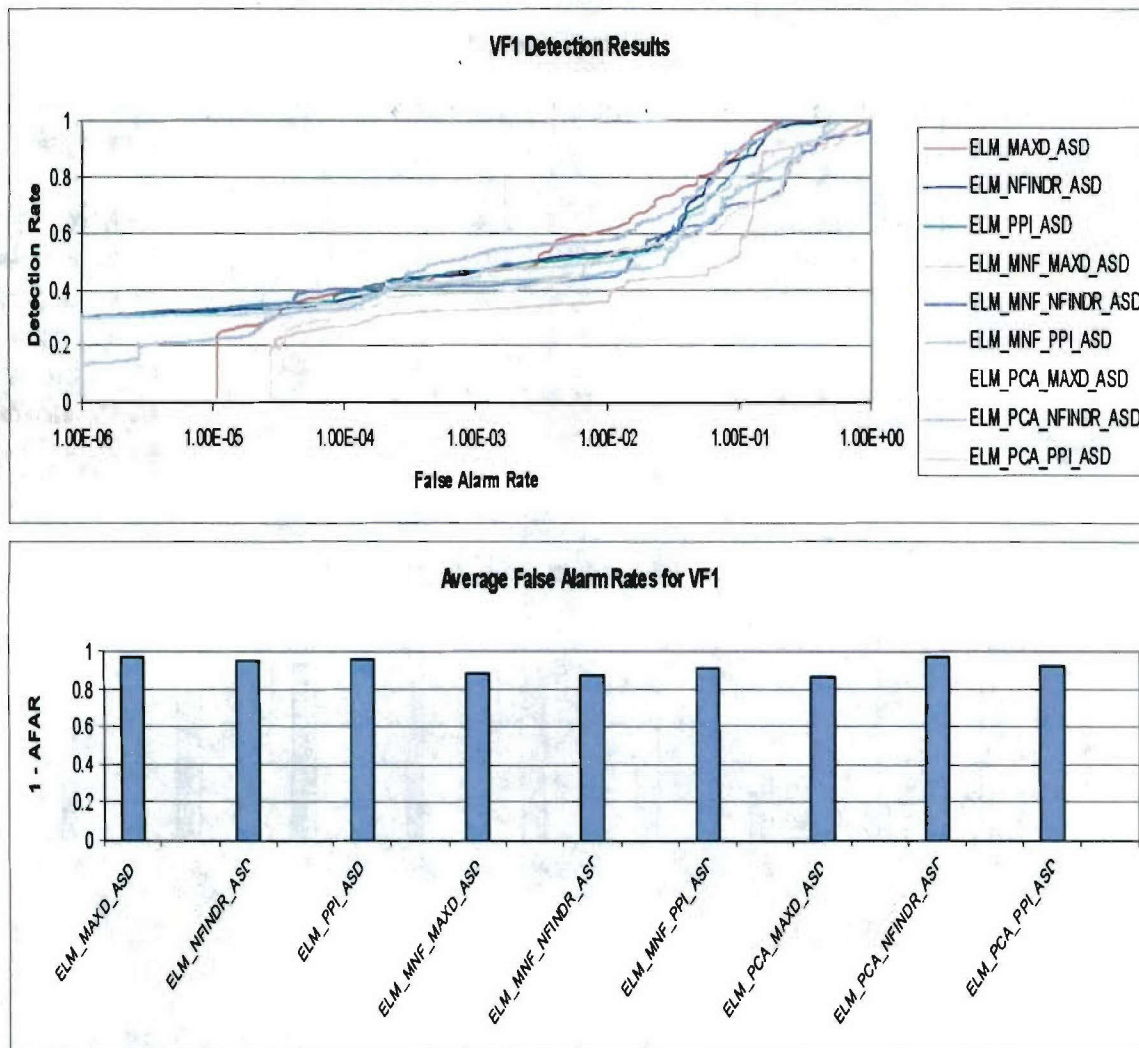 VF1 Detection Results
Detection Rate
1
0.8
0.6
0.4
0.2
0
1.00E-06 1.00E-05 1.00E-04 1.00E-03 1.00E-02 1.00E-01 1.00E+00
False Alarm Rate
ELM_MAXD_ASD
ELM_NFINDR_ASD
ELM_PPI_ASD
ELM_MNF_MAXD_ASD
ELM_MNF_NFINDR_ASD
ELM_MNF_PPI_ASD
ELM_PCA_MAXD_ASD
ELM_PCA_NFINDR_ASD
ELM_PCA_PPI_ASD
Average False Alarm Rates for VF1
1 - AFAR
1
0.8
0.6
0.4
0.2
0
ELM_MAXD_ASD
ELM_NFINDR_ASD
ELM_PPI_ASD
ELM_MNF_MAXD_ASD
ELM_MNF_NFINDR_ASD
ELM_MNF_PPI_ASD
ELM_PCA_MAXD_ASD
ELM_PCA_NFINDR_ASD
ELM_PCA_PPI_ASD